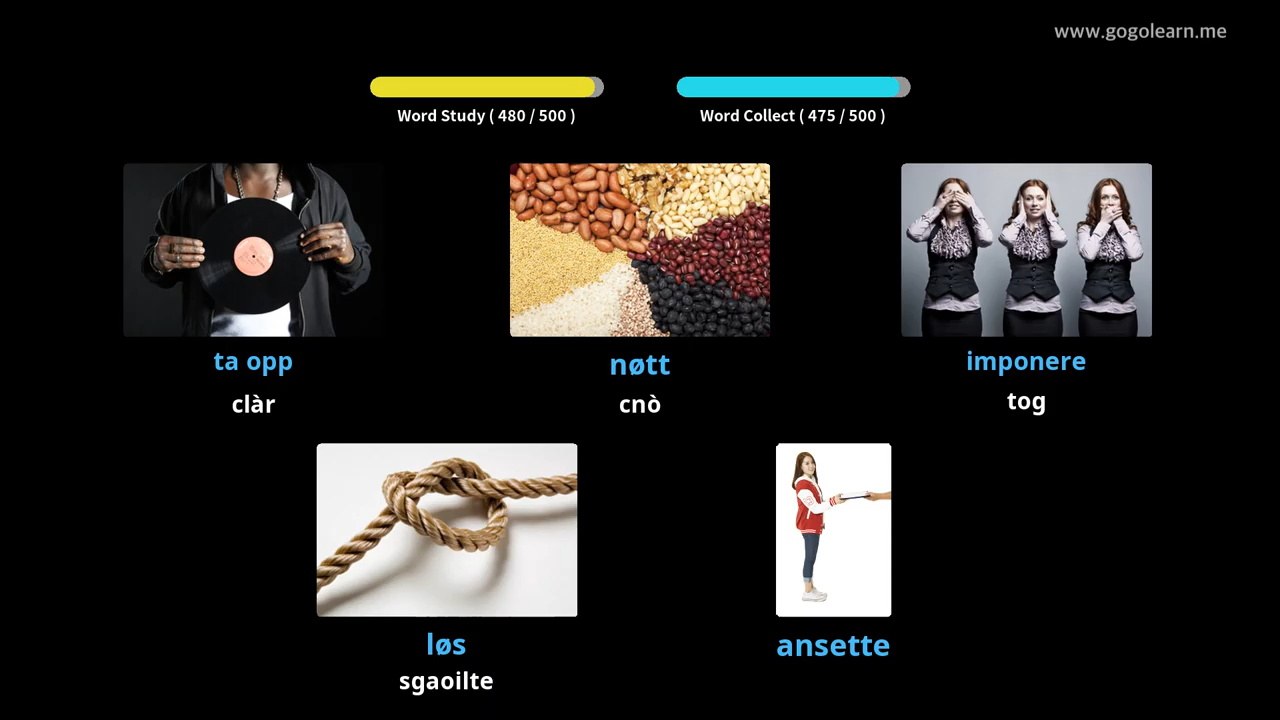 www.gogolearn.me
Word Study ( 480 / 500 )
Word Collect ( 475 / 500 )
ta opp
clàr
nøtt
cnò
imponere
tog
løs
sgaoilte
ansette